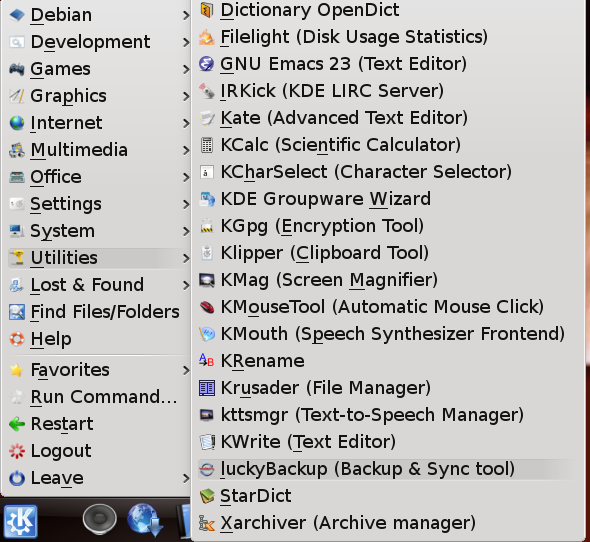 Debian
Development
Games
Graphics
Internet
Multimedia
Office
Settings
System
Utilities
Lost & Found
Find Files/Folders
Help
Favorites
Run Command...
Restart
Logout
Leave
Dictionary OpenDict
Filelight (Disk Usage Statistics)
GNU Emacs 23 (Text Editor)
IRKick (KDE LIRC Server)
Kate (Advanced Text Editor)
KCalc (Scientific Calculator)
KCharSelect (Character Selector)
KDE Groupware Wizard
KGpg (Encryption Tool)
Klipper (Clipboard Tool)
KMag (Screen Magnifier)
KMouseTool (Automatic Mouse Click)
KMouth (Speech Synthesizer Frontend)
KRename
Krusader (File Manager)
kttsmgr (Text-to-Speech Manager)
KWrite (Text Editor)
luckyBackup (Backup & Sync tool)
StarDict
Xarchiver (Archive manager)